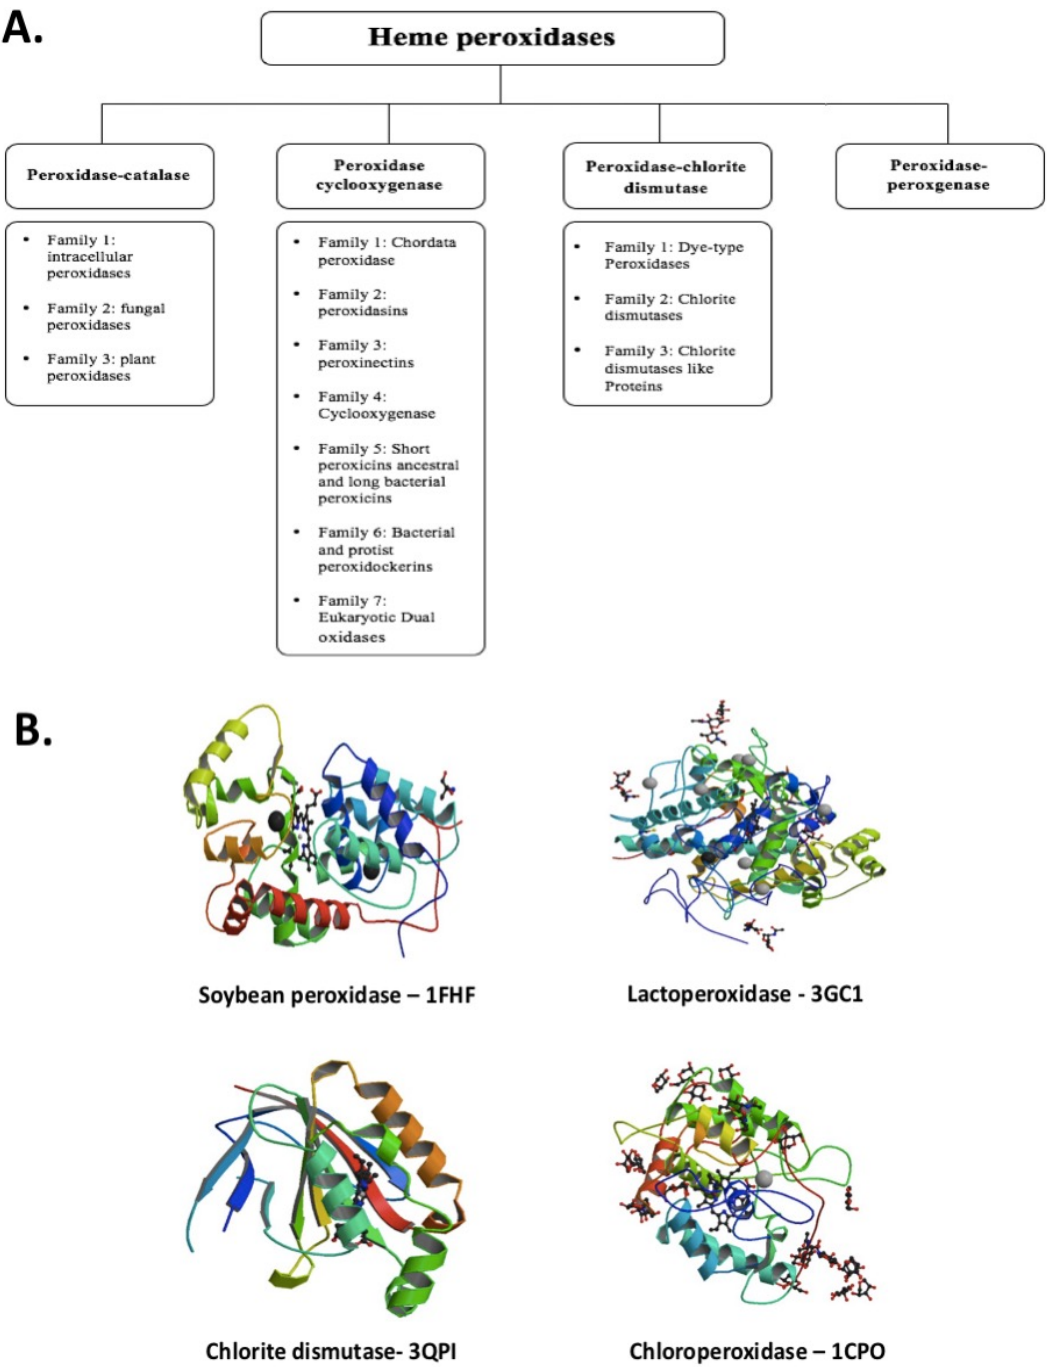 A.
Heme peroxidases
Peroxidase-catalase
Peroxidase
cyclooxygenase
Peroxidase-chlorite
dismutase
Peroxidase-
peroxgenase
• Family 1:
intracellular
peroxidases
• Family 2: fungal
peroxidases
• Family 3: plant
peroxidases
• Family 1: Chordata
peroxidase
• Family 2:
peroxidasins
• Family 3:
peroxinectins
• Family 4:
Cyclooxygenase
• Family 5: Short
peroxicins ancestral
and long bacterial
peroxicins
• Family 6: Bacterial
and protist
peroxidockerins
• Family 7:
Eukaryotic Dual
oxidases
• Family 1: Dye-type
Peroxidases
• Family 2: Chlorite
dismutases
• Family 3: Chlorite
dismutases like
Proteins
B.
Soybean peroxidase – 1FHF
Lactoperoxidase - 3GC1
Chlorite dismutase- 3QPI
Chloroperoxidase – 1CPO